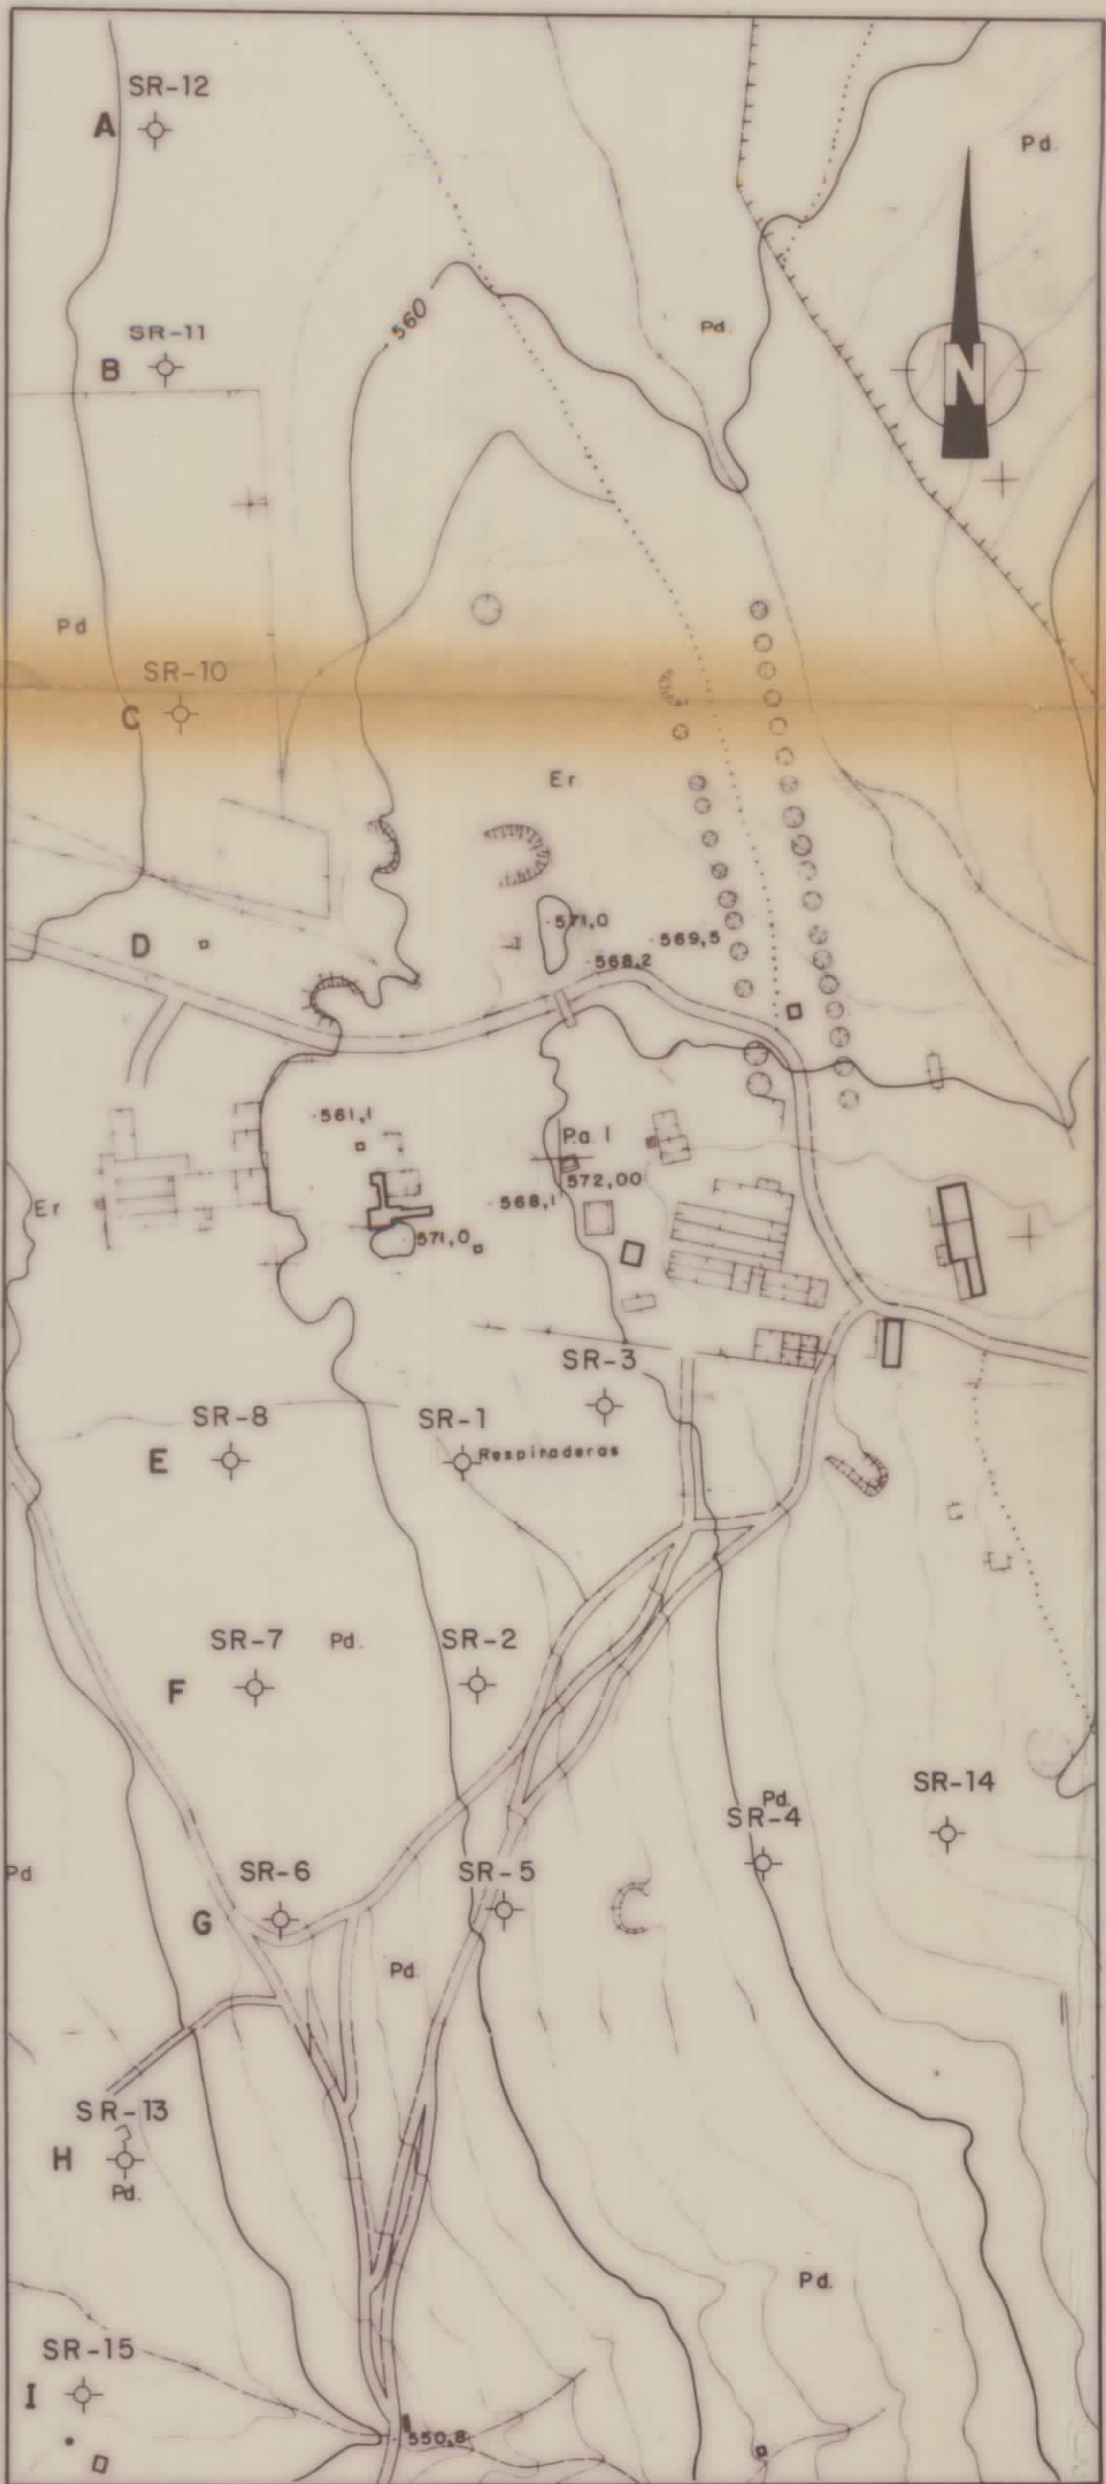 SR-12
A
Pd.
560
Pd.
SR-11
B
N
Pd
SR-10
C
Er
571,0
569,5
568,2
D
561,1
Pa 1
572,00
568,1
Er
571,0
SR-3
SR-8
SR-1
E
Respiraderos
SR-7
Pd.
SR-2
F
SR-14
Pd.
SR-4
Pd
SR-6
SR-5
G
Pd.
SR-13
H
Pd.
Pd.
SR-15
I
550,8